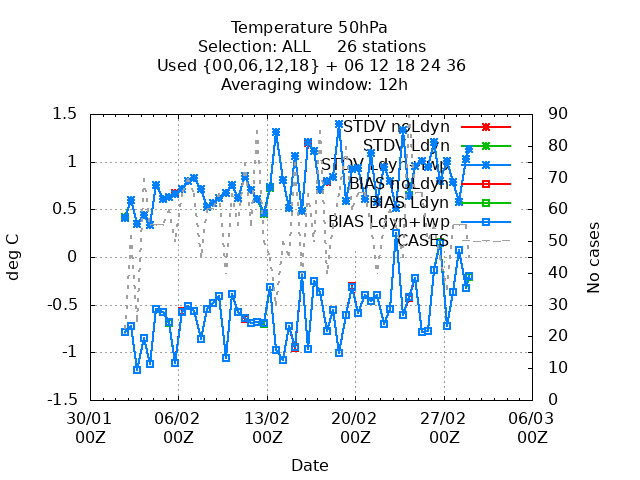 Temperature 50hPa
Selection: ALL 26 stations
Used {00,06,12,18} + 06 12 18 24 36
Averaging window: 12h
1.5
1
0.5
0
-0.5
-1
-1.5
deg C
90
80
70
60
50
40
30
20
10
0
No cases
STDV noLdyn
STDV Ldyn
STDV Ldyn+lwp
BIAS noLdyn
BIAS Ldyn
BIAS Ldyn+lwp
CASES
30/01 06/02 13/02 20/02 27/02 06/03
00Z 00Z 00Z 00Z 00Z 00Z
Date